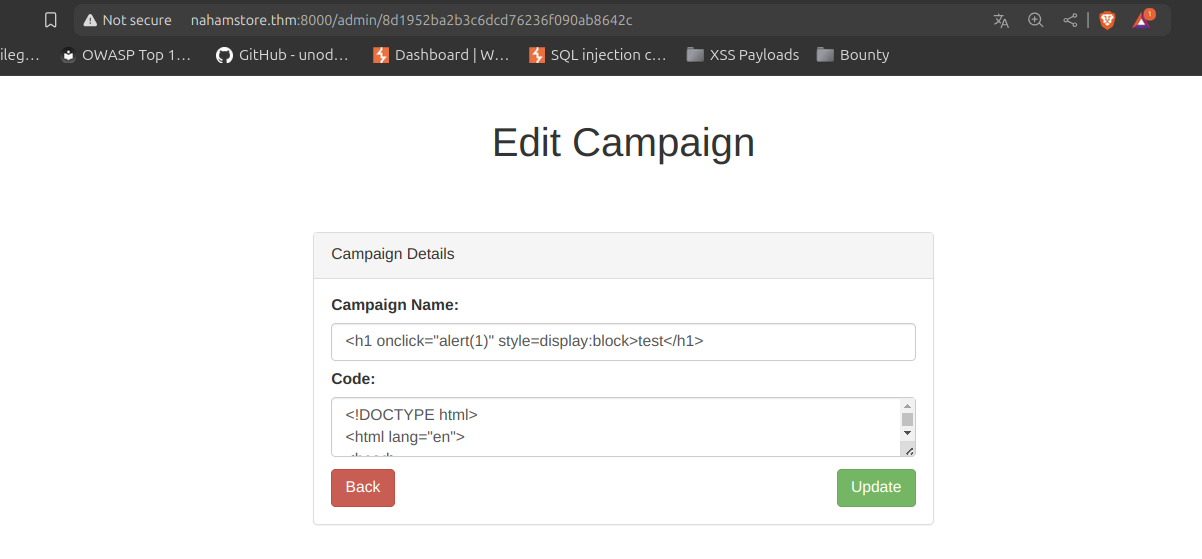 Not secure nahamstore.thm:8000/admin/8d1952ba2b3c6dcd76236f090ab8642c 1
ileg… OWASP Top 1… GitHub - unod… Dashboard | W… SQL injection c… XSS Payloads Bounty
Edit Campaign
Campaign Details
Campaign Name:
<h1 onclick="alert(1)" style=display:block>test</h1>
Code:
<!DOCTYPE html>
<html lang="en">
Back Update